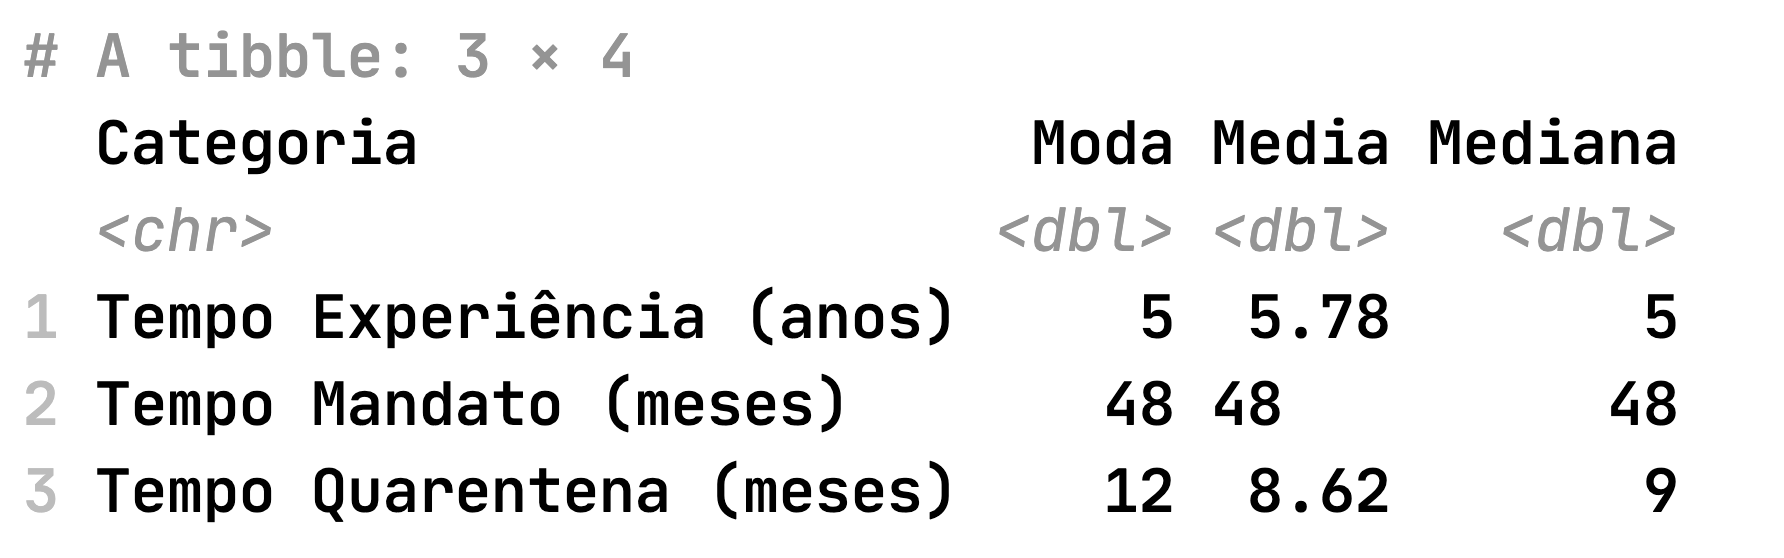 # A tibble: 3 × 4
Categoria Moda Media Mediana
<chr> <dbl> <dbl> <dbl>
1 Tempo Experiência (anos) 5 5.78 5
2 Tempo Mandato (meses) 48 48 48
3 Tempo Quarentena (meses) 12 8.62 9